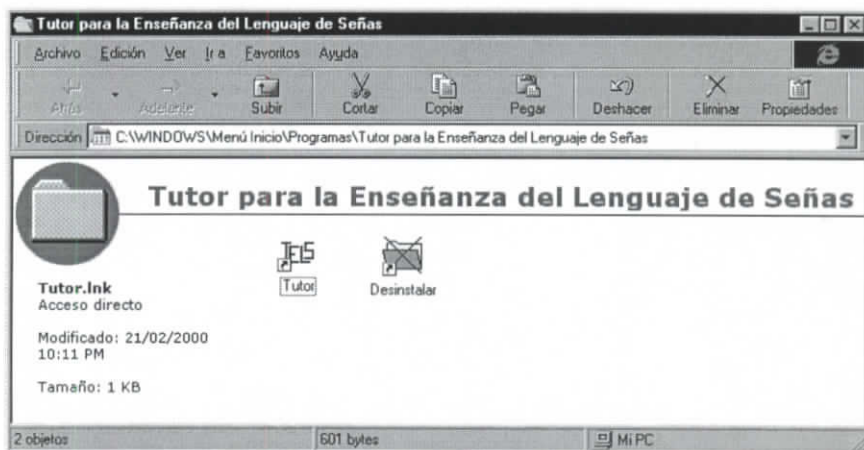 Tutor para la Enseñanza del Lenguaje de Señas
Archivo Edición Ver Ir a Favoritos Ayuda
Atrás Adelante Subir Cortar Copiar Pegar Deshacer Eliminar Propiedades
Dirección C:\WINDOWS\Menú Inicio\Programas\Tutor para la Enseñanza del Lenguaje de Señas
Tutor para la Enseñanza del Lenguaje de Señas
TELS
Tutor Desinstalar
Tutor.lnk
Acceso directo
Modificado: 21/02/2000
10:11 PM
Tamaño: 1 KB
2 objetos 601 bytes Mi PC